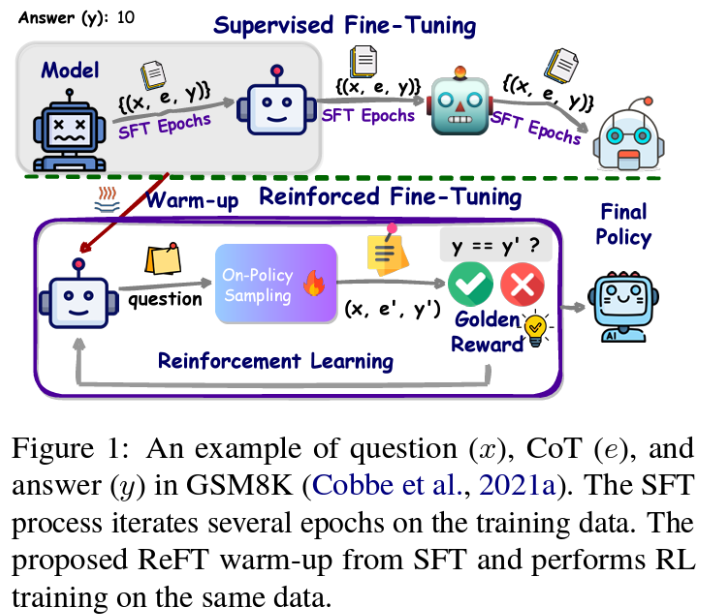 Answer (y): 10
Supervised Fine-Tuning
Model
{(x, e, y)}
SFT Epochs
{(x, e, y)}
SFT Epochs
{(x, e, y)}
SFT Epochs
Warm-up
Reinforced Fine-Tuning
Final
Policy
question
On-Policy
Sampling
(x, e', y')
y == y' ?
Golden
Reward
AI
Reinforcement Learning
Figure 1: An example of question (x), CoT (e), and
answer (y) in GSM8K (Cobbe et al., 2021a). The SFT
process iterates several epochs on the training data. The
proposed ReFT warm-up from SFT and performs RL
training on the same data.